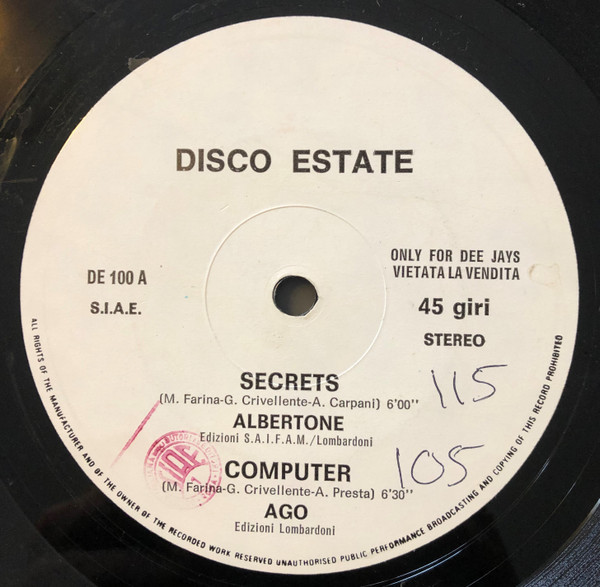 DISCO ESTATE
DE 100 A
S.I.A.E.
ONLY FOR DEE JAYS
VIETATA LA VENDITA
45 giri
STEREO
SECRETS
(M. Farina-G. Crivellente-A. Carpani) 6'00''
115
ALBERTONE
Edizioni S.A.I.F.A.M./Lombardoni
COMPUTER
105
(M. Farina-G. Crivellente-A. Presta) 6'30''
AGO
Edizioni Lombardoni
ALL RIGHTS OF THE MANUFACTURER AND OF THE OWNER OF THE RECORDED WORK RESERVED UNAUTHORISED PUBLIC PERFORMANCE BROADCASTING AND COPYING OF THIS RECORD PROHIBITED